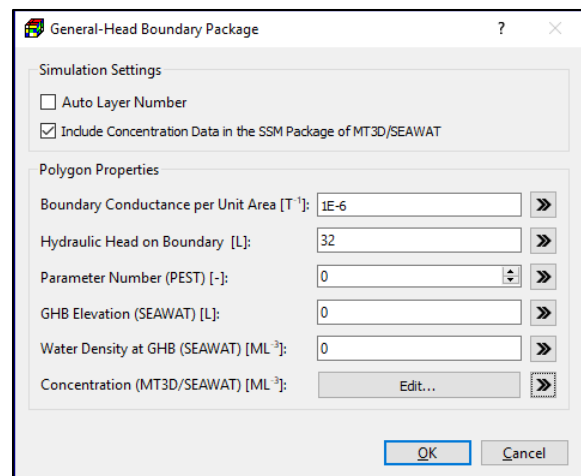 General-Head Boundary Package ?
Simulation Settings
Auto Layer Number
Include Concentration Data in the SSM Package of MT3D/SEAWAT
Polygon Properties
Boundary Conductance per Unit Area [T⁻¹]: 1E-6
Hydraulic Head on Boundary [L]: 32
Parameter Number (PEST) [-]: 0
GHB Elevation (SEAWAT) [L]: 0
Water Density at GHB (SEAWAT) [ML⁻³]: 0
Concentration (MT3D/SEAWAT) [ML⁻³]: Edit...
OK Cancel